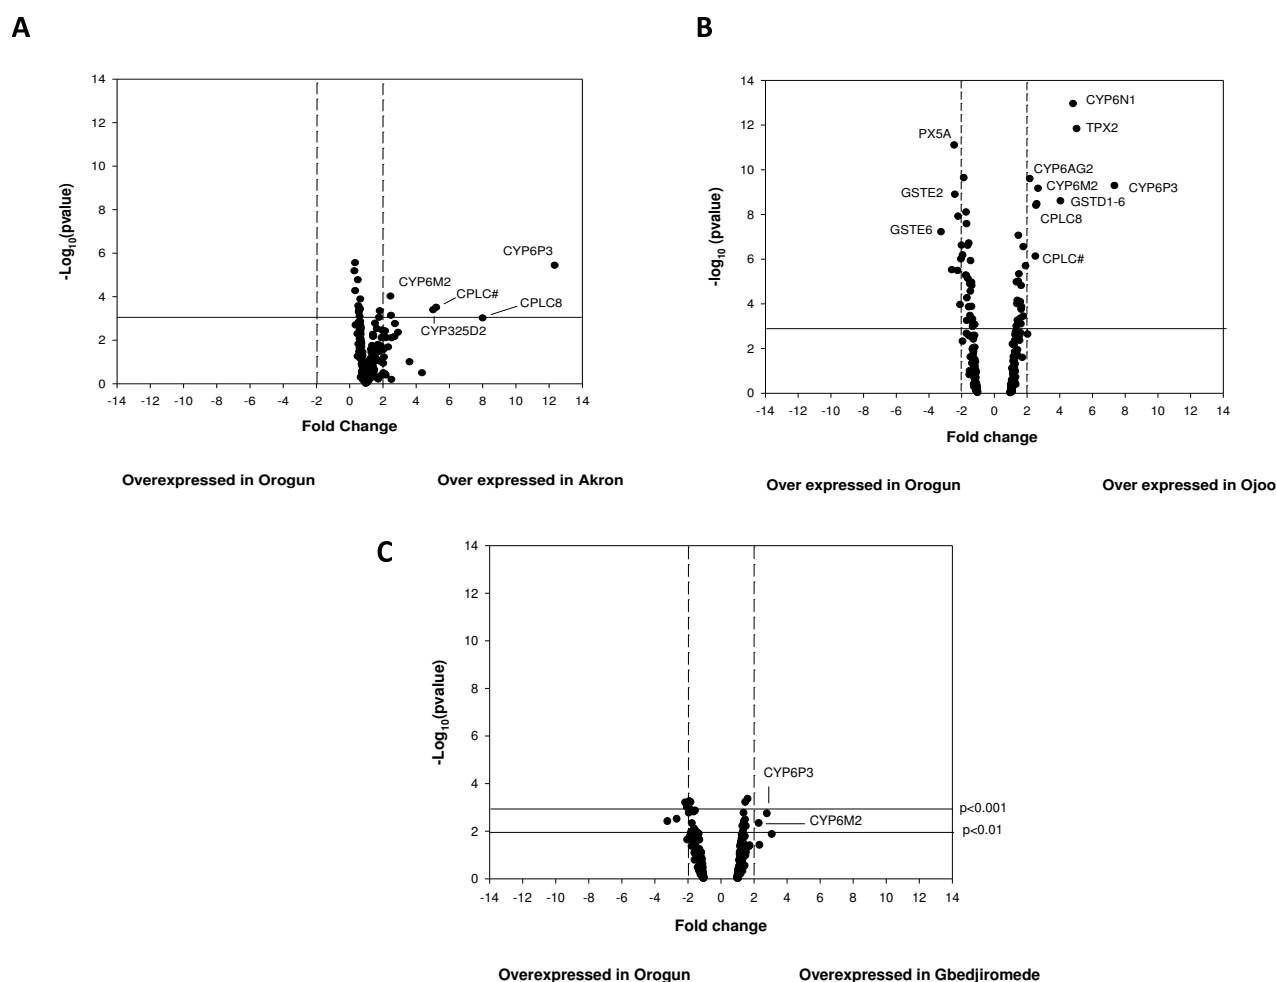 A
14
12
10
8
6
4
2
0
-Log10(pvalue)
CYP6P3
CYP6M2
CPLC#
CPLC8
CYP325D2
-14 -12 -10 -8 -6 -4 -2 0 2 4 6 8 10 12 14
Fold Change
Overexpressed in Orogun Over expressed in Akron
B
14
12
10
8
6
4
2
0
-log10 (pvalue)
CYP6N1
TPX2
PX5A
CYP6AG2
CYP6M2
CYP6P3
GSTE2
GSTD1-6
CPLC8
GSTE6
CPLC#
-14 -12 -10 -8 -6 -4 -2 0 2 4 6 8 10 12 14
Fold change
Over expressed in Orogun Over expressed in Ojoo
C
14
12
10
8
6
4
2
0
-Log10(pvalue)
CYP6P3
p<0.001
CYP6M2
p<0.01
-14 -12 -10 -8 -6 -4 -2 0 2 4 6 8 10 12 14
Fold change
Overexpressed in Orogun Overexpressed in Gbedjiromede